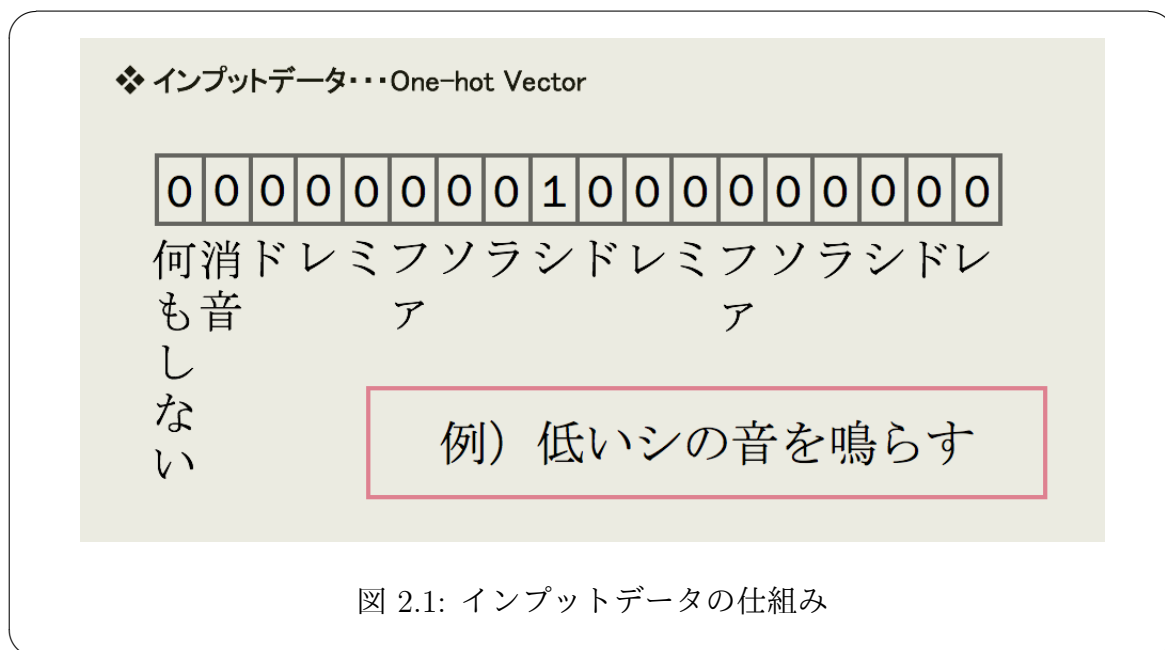 ❖ インプットデータ・・・One-hot Vector
0 0 0 0 0 0 0 0 1 0 0 0 0 0 0 0 0 0
何もしない 消音 ド レ ミ ファ ソ ラ シ ド レ ミ ファ ソ ラ シ ド レ
例）低いシの音を鳴らす
図 2.1: インプットデータの仕組み